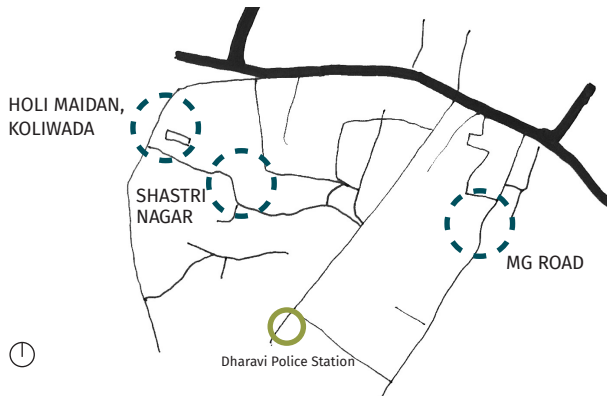 HOLI MAIDAN,
KOLIWADA
SHASTRI
NAGAR
MG ROAD
Dharavi Police Station